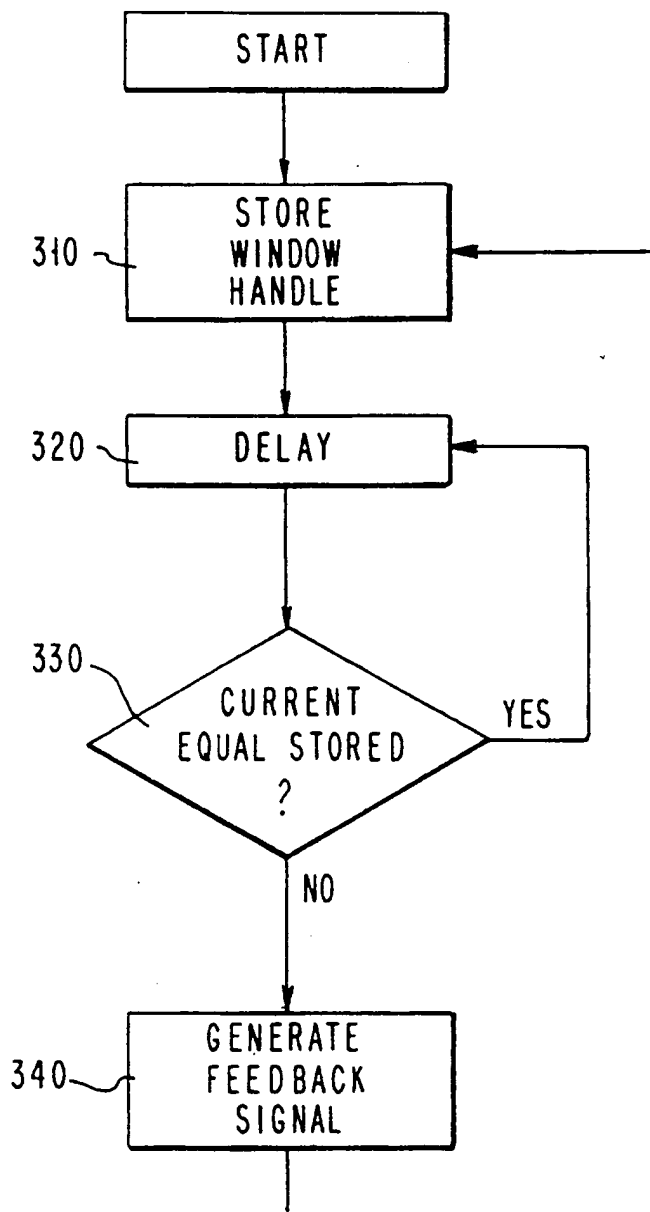 START
310
STORE
WINDOW
HANDLE
320
DELAY
330
CURRENT
EQUAL STORED
?
YES
NO
340
GENERATE
FEEDBACK
SIGNAL